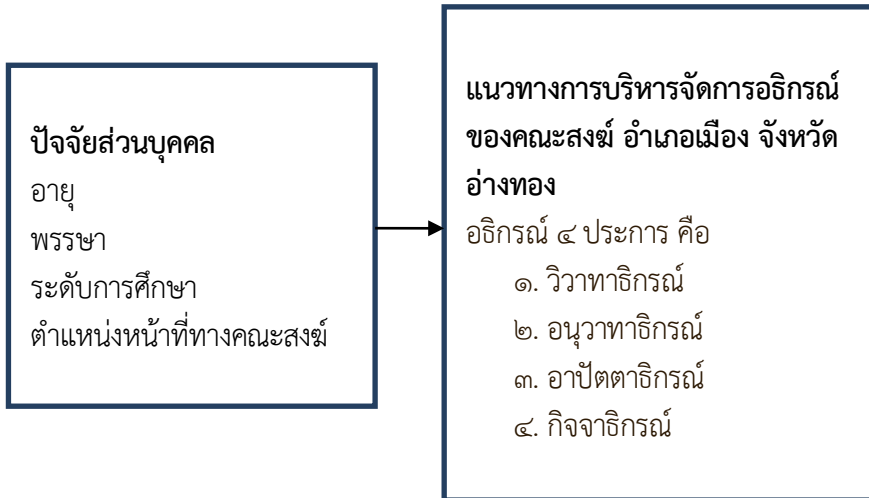 ปัจจัยส่วนบุคคล
อายุ
พรรษา
ระดับการศึกษา
ตำแหน่งหน้าที่ทางคณะสงฆ์
แนวทางการบริหารจัดการอธิกรณ์
ของคณะสงฆ์ อำเภอเมือง จังหวัด
อ่างทอง
อธิกรณ์ ๔ ประการ คือ
๑. วิวาทาธิกรณ์
๒. อนุวาทาธิกรณ์
๓. อาปัตตาธิกรณ์
๔. กิจจาธิกรณ์